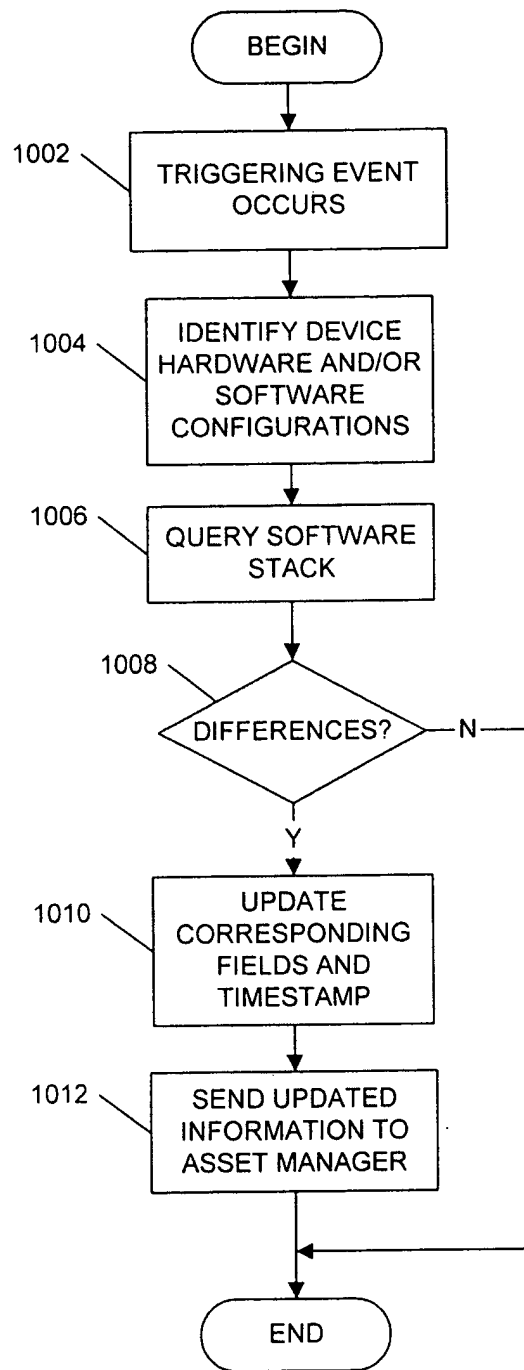 BEGIN
1002
TRIGGERING EVENT
OCCURS
1004
IDENTIFY DEVICE
HARDWARE AND/OR
SOFTWARE
CONFIGURATIONS
1006
QUERY SOFTWARE
STACK
1008
DIFFERENCES?
N
Y
1010
UPDATE
CORRESPONDING
FIELDS AND
TIMESTAMP
1012
SEND UPDATED
INFORMATION TO
ASSET MANAGER
END